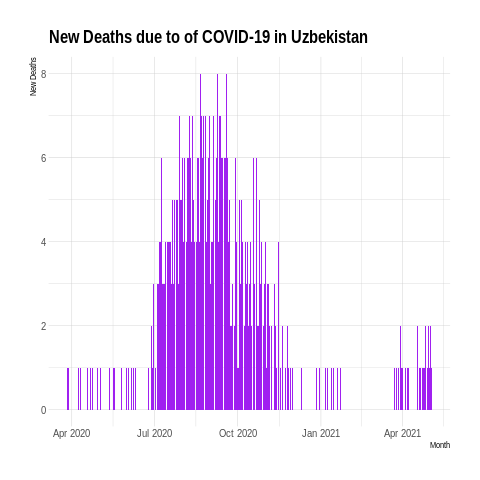 New Deaths due to of COVID-19 in Uzbekistan
New Deaths
8
6
4
2
0
Apr 2020 Jul 2020 Oct 2020 Jan 2021 Apr 2021
Month